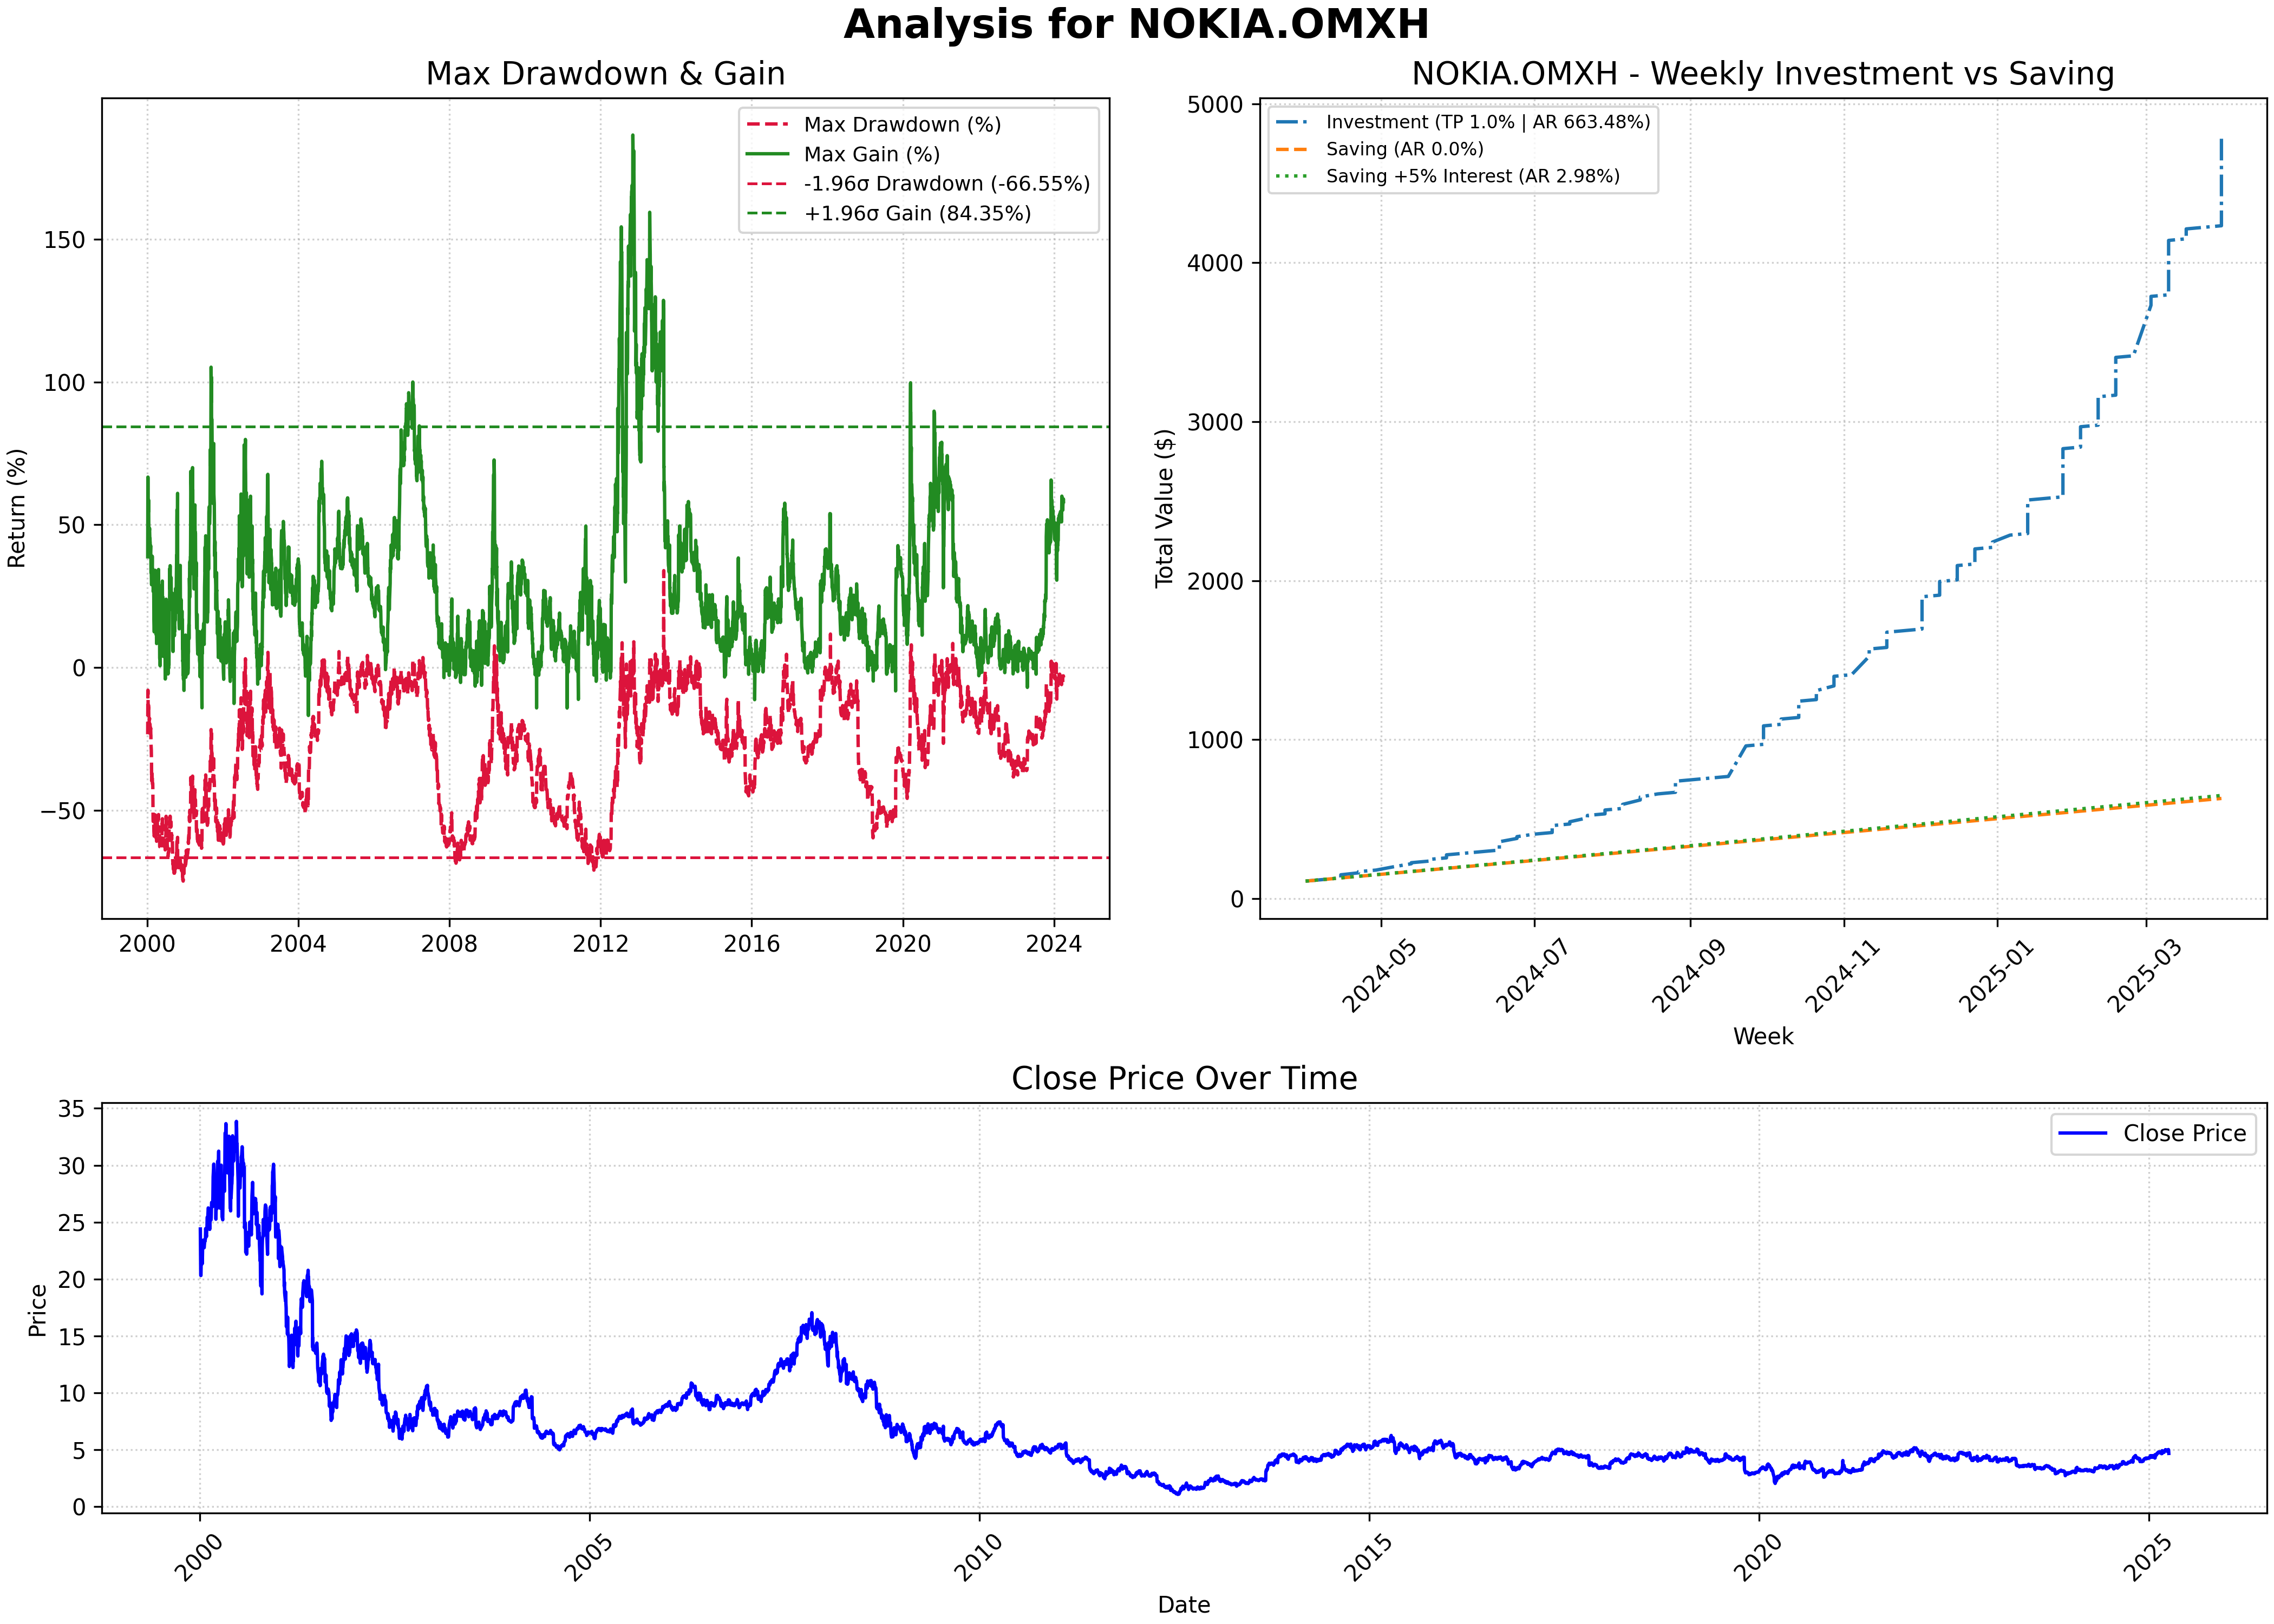 Analysis for NOKIA.OMXH
Max Drawdown & Gain
Return (%)
150
100
50
0
−50
2000 2004 2008 2012 2016 2020 2024
Max Drawdown (%)
Max Gain (%)
-1.96σ Drawdown (-66.55%)
+1.96σ Gain (84.35%)
NOKIA.OMXH - Weekly Investment vs Saving
Total Value ($)
5000
4000
3000
2000
1000
0
Investment (TP 1.0% | AR 663.48%)
Saving (AR 0.0%)
Saving +5% Interest (AR 2.98%)
2024-05 2024-07 2024-09 2024-11 2025-01 2025-03
Week
Close Price Over Time
Price
35
30
25
20
15
10
5
0
Close Price
2000 2005 2010 2015 2020 2025
Date